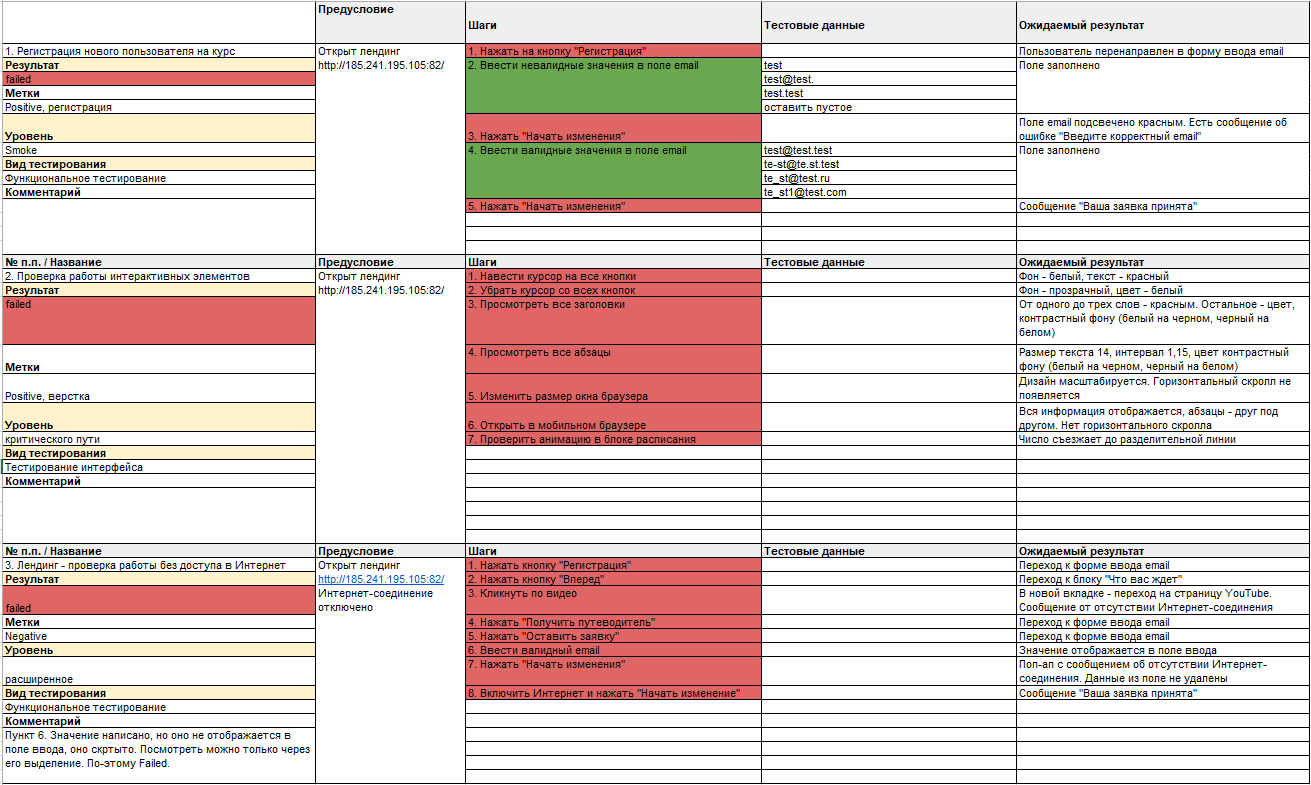 Предусловие
Шаги
Тестовые данные
Ожидаемый результат
1. Регистрация нового пользователя на курс
Открыт лендинг
1. Нажать на кнопку "Регистрация"
Пользователь перенаправлен в форму ввода email
Результат
http://185.241.195.105:82/
2. Ввести невалидные значения в поле email
test
Поле заполнено
failed
test@test.
Метки
test.test
Positive, регистрация
оставить пустое
Уровень
3. Нажать "Начать изменения"
Поле email подсвечено красным. Есть сообщение об
ошибке "Введите корректный email"
Smoke
4. Ввести валидные значения в поле email
test@test.test
Поле заполнено
Вид тестирования
te-st@te.st.test
Функциональное тестирование
te_st@test.ru
Комментарий
te_st1@test.com
5. Нажать "Начать изменения"
Сообщение "Ваша заявка принята"
№ п.п. / Название
Предусловие
Шаги
Тестовые данные
Ожидаемый результат
2. Проверка работы интерактивных элементов
Открыт лендинг
1. Навести курсор на все кнопки
Фон - белый, текст - красный
Результат
http://185.241.195.105:82/
2. Убрать курсор со всех кнопок
Фон - прозрачный, цвет - белый
failed
3. Просмотреть все заголовки
От одного до трех слов - красным. Остальное - цвет,
контрастный фону (белый на черном, черный на
белом)
Метки
4. Просмотреть все абзацы
Размер текста 14, интервал 1,15, цвет контрастный
фону (белый на черном, черный на белом)
Positive, верстка
5. Изменить размер окна браузера
Дизайн масштабируется. Горизонтальный скролл не
появляется
Уровень
6. Открыть в мобильном браузере
Вся информация отображается, абзацы - друг под
другом. Нет горизонтального скролла
критического пути
7. Проверить анимацию в блоке расписания
Число съезжает до разделительной линии
Вид тестирования
Тестирование интерфейса
Комментарий
№ п.п. / Название
Предусловие
Шаги
Тестовые данные
Ожидаемый результат
3. Лендинг - проверка работы без доступа в Интернет
Открыт лендинг
1. Нажать кнопку "Регистрация"
Переход к форме ввода email
Результат
http://185.241.195.105:82/
2. Нажать кнопку "Вперед"
Переход к блоку "Что вас ждет"
failed
Интернет-соединение
отключено
3. Кликнуть по видео
В новой вкладке - переход на страницу YouTube.
Сообщение от отсутствии Интернет-соединения
Метки
4. Нажать "Получить путеводитель"
Переход к форме ввода email
Negative
5. Нажать "Оставить заявку"
Переход к форме ввода email
Уровень
6. Ввести валидный email
Значение отображается в поле ввода
расширенное
7. Нажать "Начать изменения"
Поп-ап с сообщением об отсутствии Интернет-
соединения. Данные из поле не удалены
Вид тестирования
8. Включить Интернет и нажать "Начать изменение"
Сообщение "Ваша заявка принята"
Функциональное тестирование
Комментарий
Пункт 6. Значение написано, но оно не отображается в
поле ввода, оно скртыто. Посмотреть можно только через
его выделение. По-этому Failed.